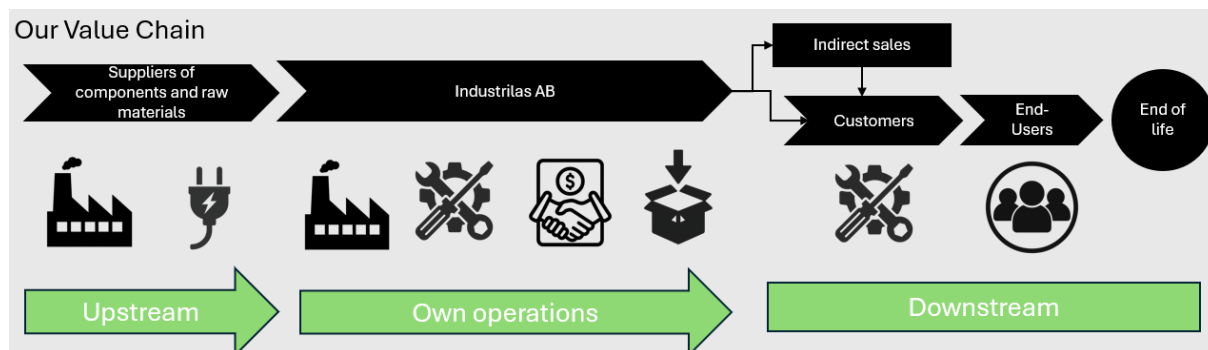 Our Value Chain
Suppliers of
components and raw
materials
Industrilas AB
Indirect sales
Customers
End-
Users
End of
life
$
Upstream
Own operations
Downstream